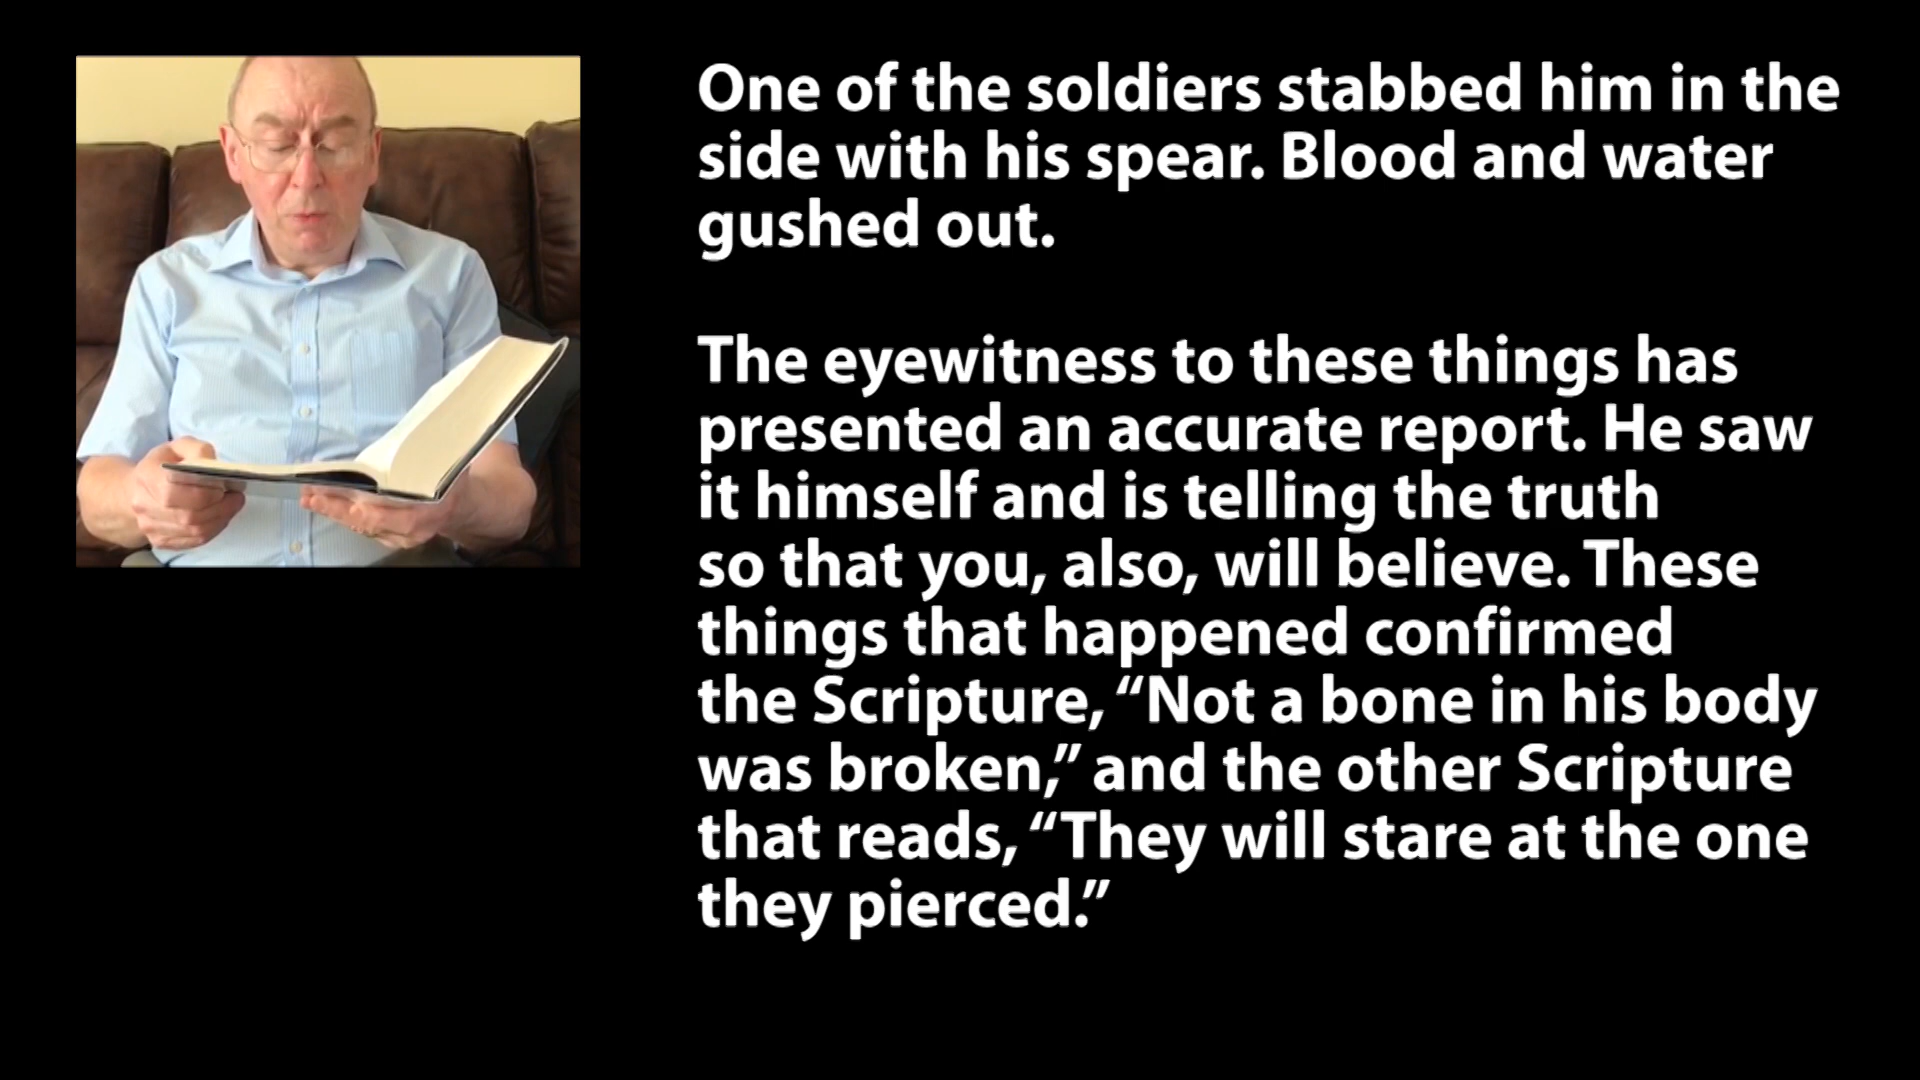 One of the soldiers stabbed him in the
side with his spear. Blood and water
gushed out.
The eyewitness to these things has
presented an accurate report. He saw
it himself and is telling the truth
so that you, also, will believe. These
things that happened confirmed
the Scripture, “Not a bone in his body
was broken,” and the other Scripture
that reads, “They will stare at the one
they pierced.”